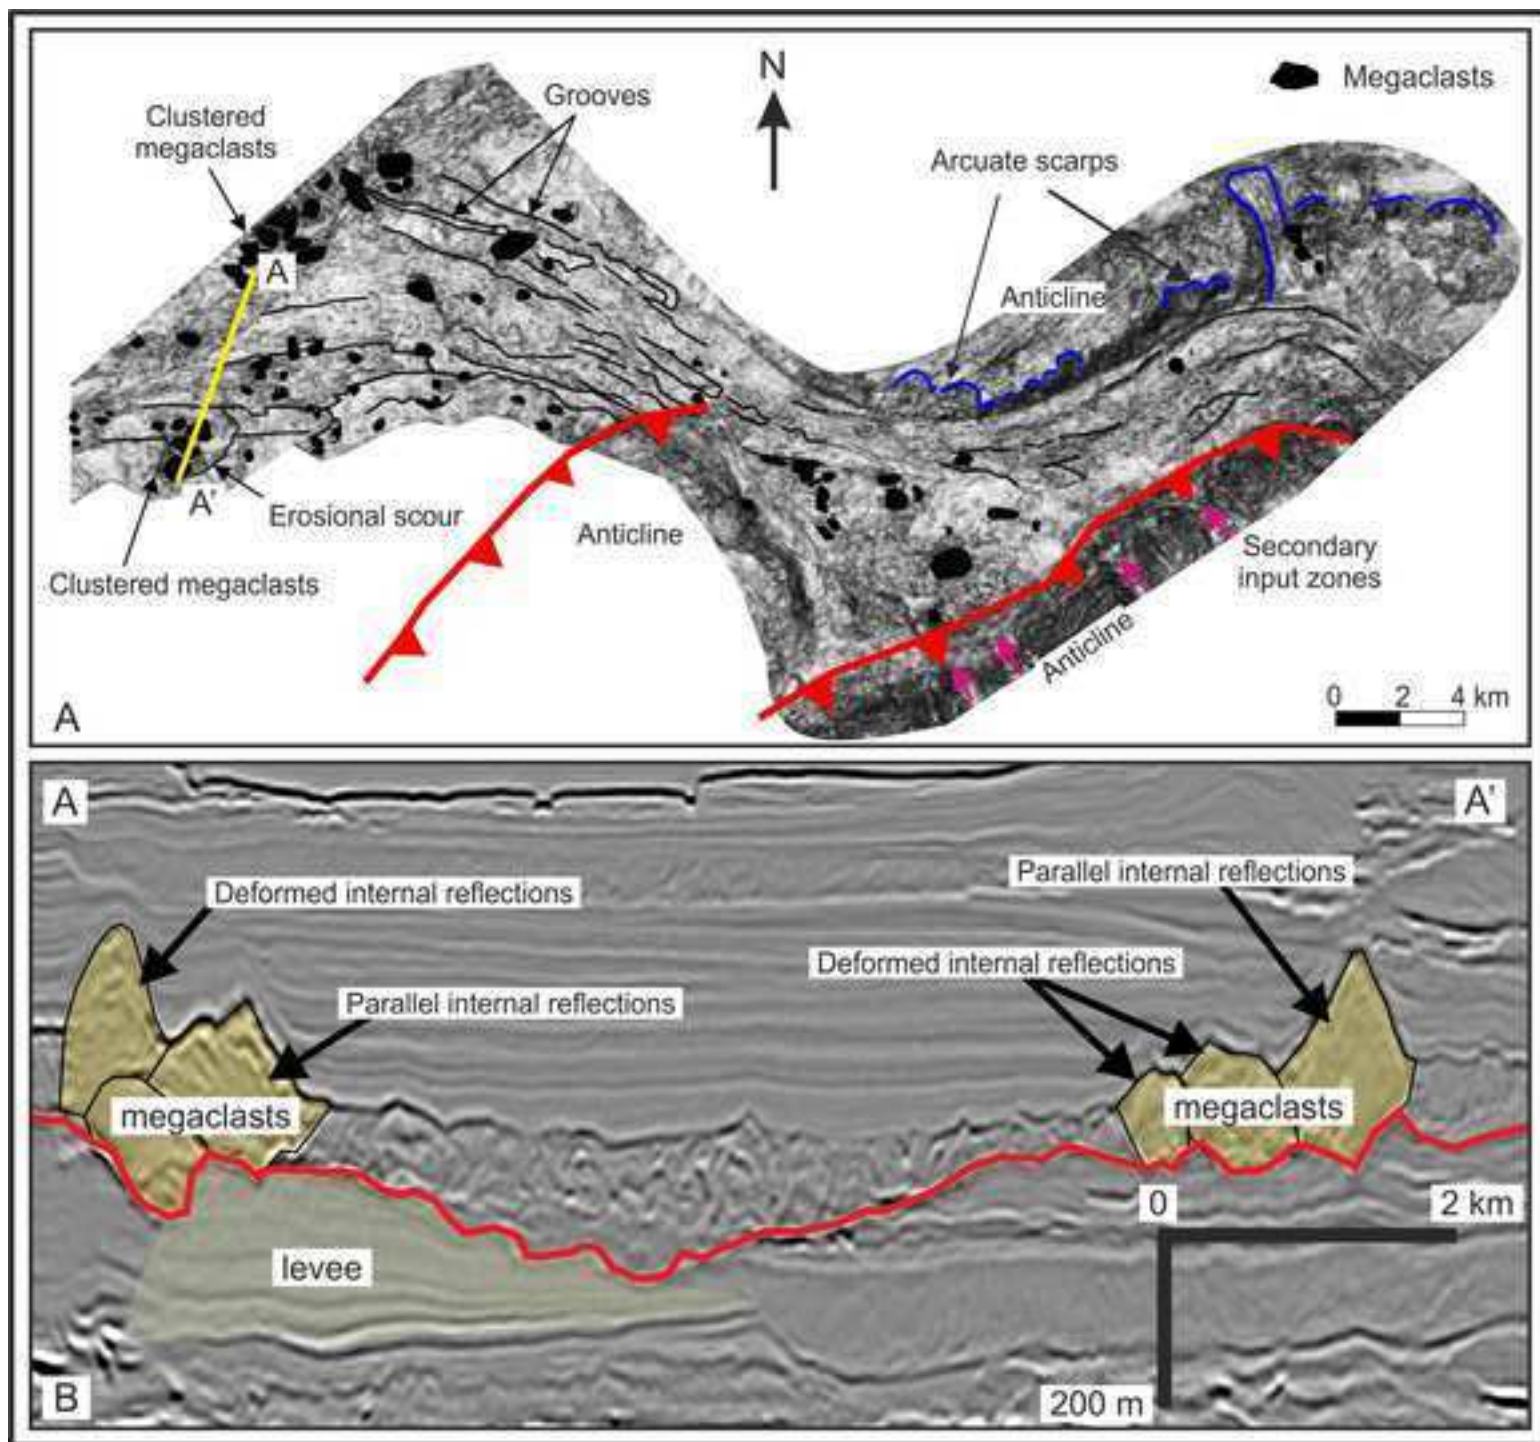 N
Megaclasts
Grooves
Clustered
megaclasts
Arcuate scarps
A
Anticline
A'
Erosional scour
Anticline
Secondary
input zones
Clustered megaclasts
Anticline
0 2 4 km
A
A
A'
Parallel internal reflections
Deformed internal reflections
Deformed internal reflections
Parallel internal reflections
megaclasts
megaclasts
0 2 km
levee
200 m
B